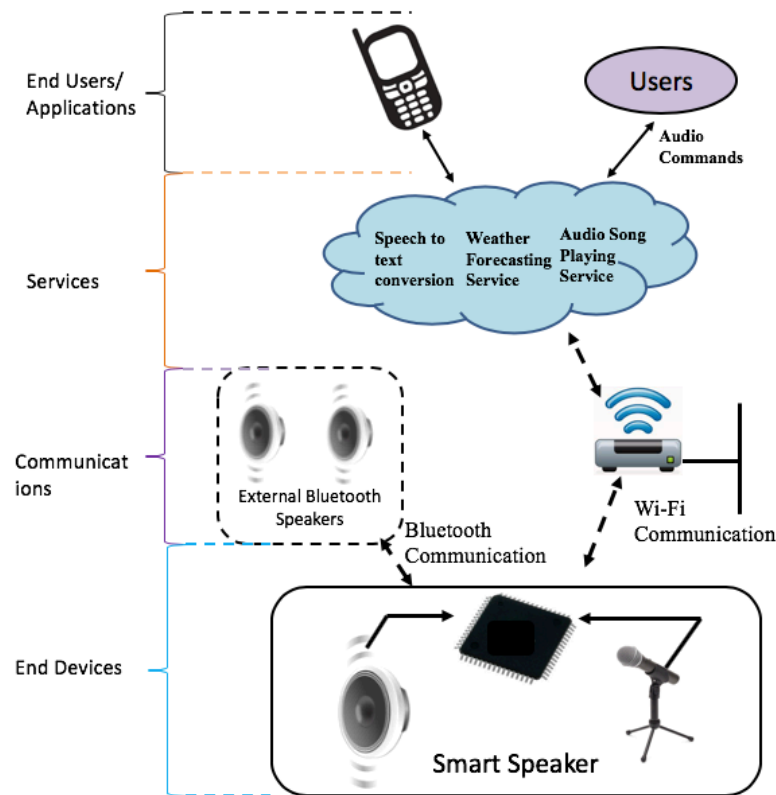 End Users/
Applications
Users
Audio
Commands
Speech to
text
conversion
Weather
Forecasting
Service
Audio Song
Playing
Service
Services
Communicat
ions
External Bluetooth
Speakers
Bluetooth
Communication
Wi-Fi
Communication
End Devices
Smart Speaker